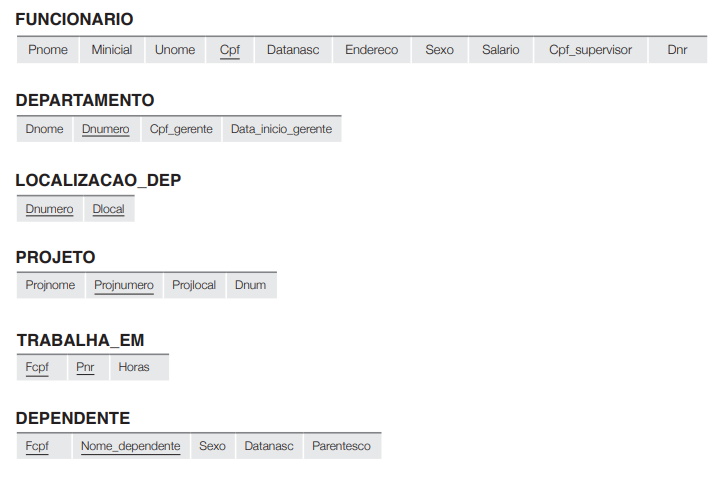 FUNCIONARIO
Pnome Minicial Unome Cpf Datanasc Endereco Sexo Salario Cpf_supervisor Dnr
DEPARTAMENTO
Dnome Dnumero Cpf_gerente Data_inicio_gerente
LOCALIZACAO_DEP
Dnumero Dlocal
PROJETO
Projnome Projnumero Projlocal Dnum
TRABALHA_EM
Fcpf Pnr Horas
DEPENDENTE
Fcpf Nome_dependente Sexo Datanasc Parentesco